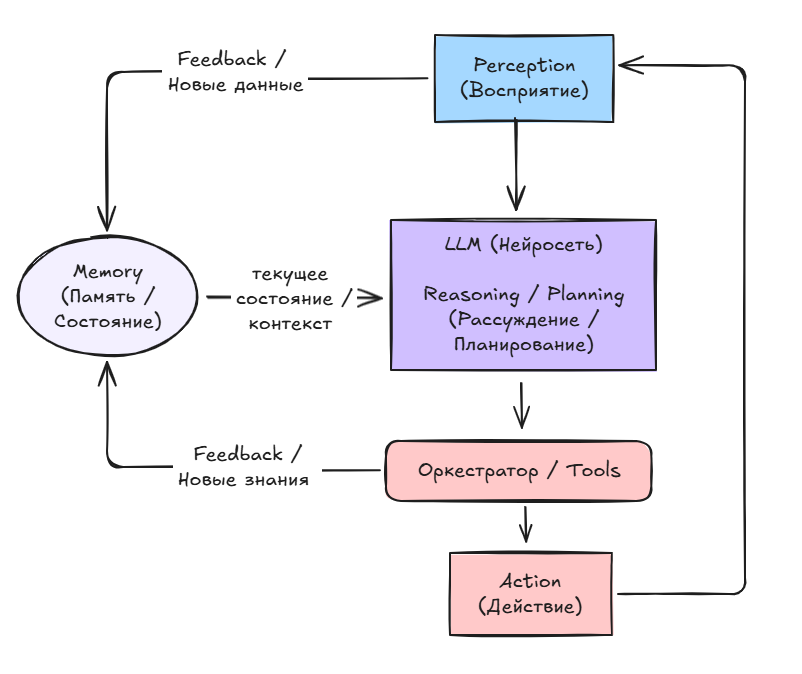 Feedback /
Новые данные
Perception
(Восприятие)
LLM (Нейросеть)
Reasoning / Planning
(Рассуждение /
Планирование)
Memory
(Память /
Состояние)
текущее
состояние /
контекст
Feedback /
Новые знания
Оркестратор / Tools
Action
(Действие)